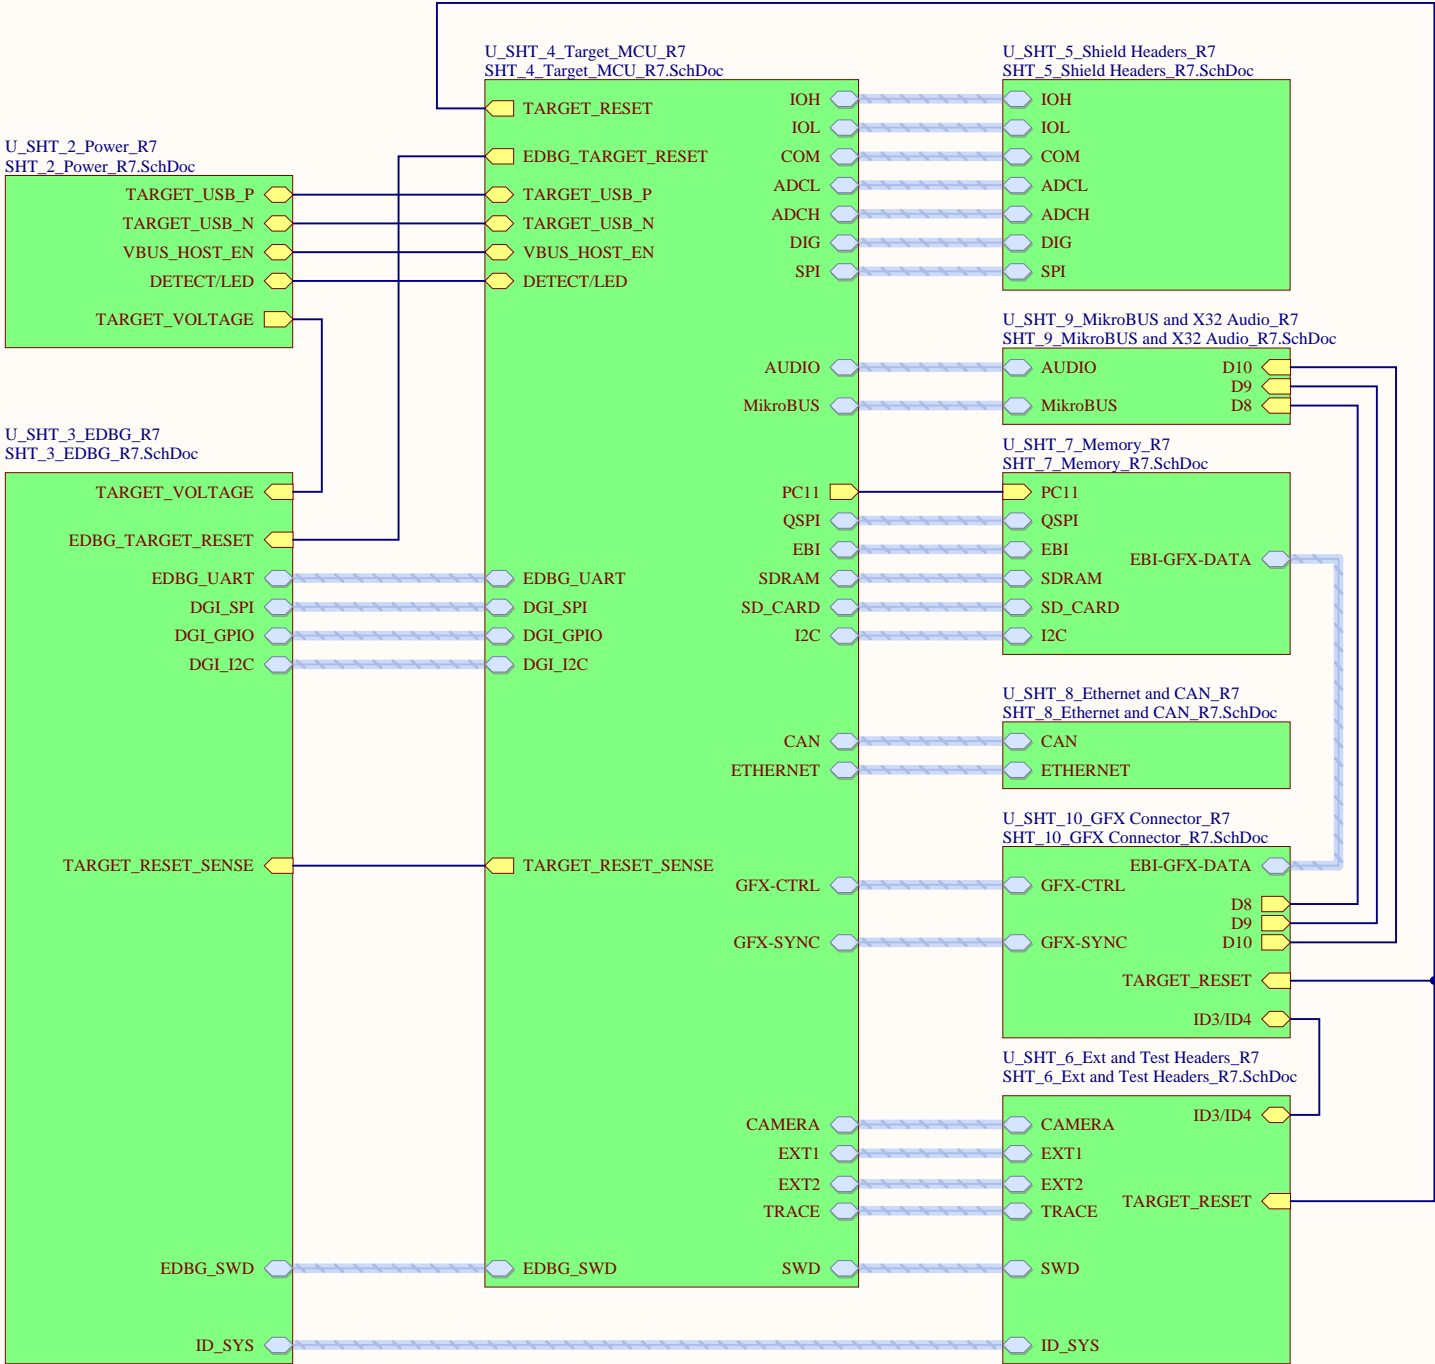 U_SHT_2_Power_R7
SHT_2_Power_R7.SchDoc
TARGET_USB_P
TARGET_USB_N
VBUS_HOST_EN
DETECT/LED
TARGET_VOLTAGE
U_SHT_3_EDBG_R7
SHT_3_EDBG_R7.SchDoc
TARGET_VOLTAGE
EDBG_TARGET_RESET
EDBG_UART
DGI_SPI
DGI_GPIO
DGI_I2C
TARGET_RESET_SENSE
EDBG_SWD
ID_SYS
U_SHT_4_Target_MCU_R7
SHT_4_Target_MCU_R7.SchDoc
TARGET_RESET
EDBG_TARGET_RESET
TARGET_USB_P
TARGET_USB_N
VBUS_HOST_EN
DETECT/LED
EDBG_UART
DGI_SPI
DGI_GPIO
DGI_I2C
TARGET_RESET_SENSE
EDBG_SWD
IOH
IOL
COM
ADCL
ADCH
DIG
SPI
AUDIO
MikroBUS
PC11
QSPI
EBI
SDRAM
SD_CARD
I2C
CAN
ETHERNET
GFX-CTRL
GFX-SYNC
CAMERA
EXT1
EXT2
TRACE
SWD
U_SHT_5_Shield Headers_R7
SHT_5_Shield Headers_R7.SchDoc
IOH
IOL
COM
ADCL
ADCH
DIG
SPI
U_SHT_9_MikroBUS and X32 Audio_R7
SHT_9_MikroBUS and X32 Audio_R7.SchDoc
AUDIO
MikroBUS
D10
D9
D8
U_SHT_7_Memory_R7
SHT_7_Memory_R7.SchDoc
PC11
QSPI
EBI
SDRAM
SD_CARD
I2C
EBI-GFX-DATA
U_SHT_8_Ethernet and CAN_R7
SHT_8_Ethernet and CAN_R7.SchDoc
CAN
ETHERNET
U_SHT_10_GFX Connector_R7
SHT_10_GFX Connector_R7.SchDoc
EBI-GFX-DATA
GFX-CTRL
D8
D9
GFX-SYNC
D10
TARGET_RESET
ID3/ID4
U_SHT_6_Ext and Test Headers_R7
SHT_6_Ext and Test Headers_R7.SchDoc
ID3/ID4
CAMERA
EXT1
EXT2
TARGET_RESET
TRACE
SWD
ID_SYS